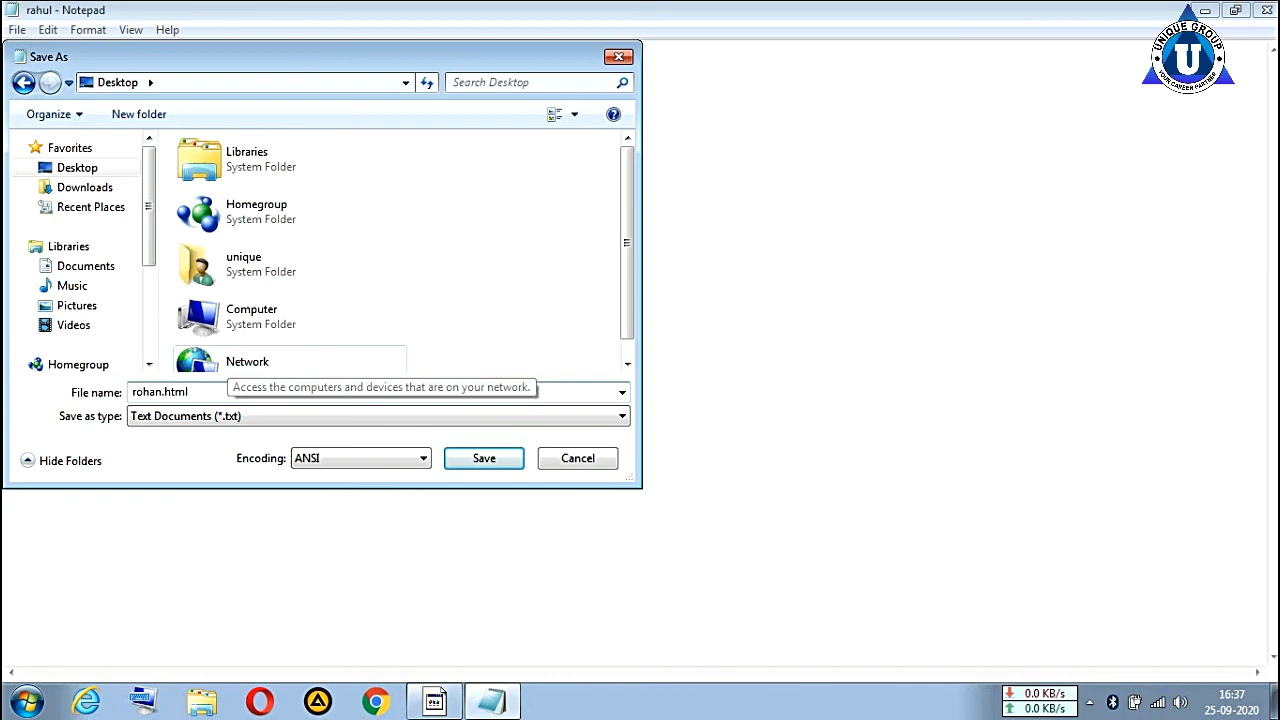 rahul - Notepad
File Edit Format View Help
UNIQUE GROUP
U
YOUR CAREER PARTNER
Save As
Desktop
Search Desktop
Organize New folder
Favorites
Desktop
Downloads
Recent Places
Libraries
Documents
Music
Pictures
Videos
Homegroup
Libraries
System Folder
Homegroup
System Folder
unique
System Folder
Computer
System Folder
Network
Access the computers and devices that are on your network.
File name: rohan.html
Save as type: Text Documents (*.txt)
Hide Folders Encoding: ANSI Save Cancel
0.0 KB/s
0.0 KB/s
16:37
25-09-2020